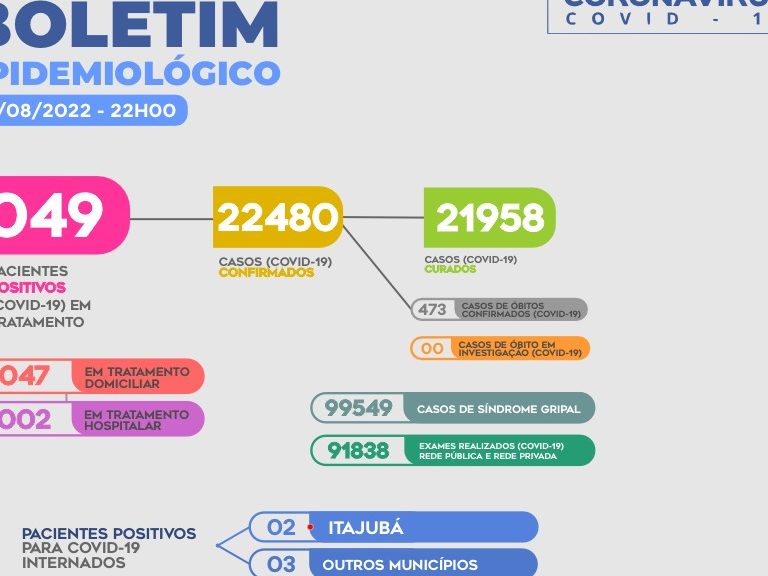 BOLETIM
PIDEMIOLÓGICO
/08/2022 - 22H00
CORONAVÍRU
COVID - 1
049
ACIENTES
OSITIVOS
COVID-19) EM
RATAMENTO
22480
CASOS (COVID-19)
CONFIRMADOS
21958
CASOS (COVID-19)
CURADOS
473 CASOS DE ÓBITOS
CONFIRMADOS (COVID-19)
00 CASOS DE ÓBITO EM
INVESTIGAÇÃO (COVID-19)
047 EM TRATAMENTO
DOMICILIAR
002 EM TRATAMENTO
HOSPITALAR
99549 CASOS DE SÍNDROME GRIPAL
91838 EXAMES REALIZADOS (COVID-19)
REDE PÚBLICA E REDE PRIVADA
PACIENTES POSITIVOS
PARA COVID-19
INTERNADOS
02 ITAJUBÁ
03 OUTROS MUNICÍPIOS